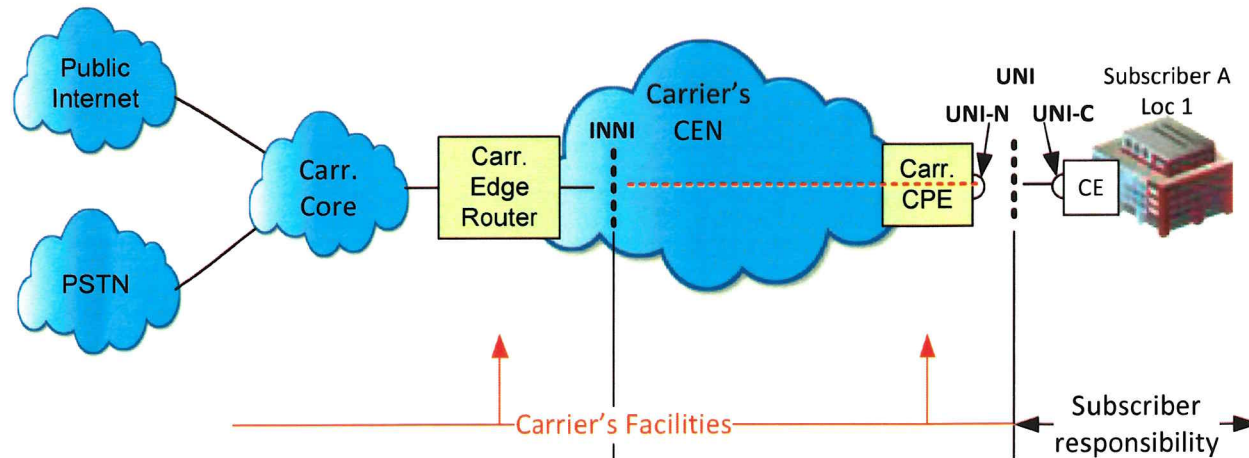 Public
Internet
PSTN
Carr.
Core
Carr.
Edge
Router
INNI
Carrier's
CEN
Carr.
CPE
UNI-N
UNI
UNI-C
CE
Subscriber A
Loc 1
Carrier's Facilities
Subscriber
responsibility